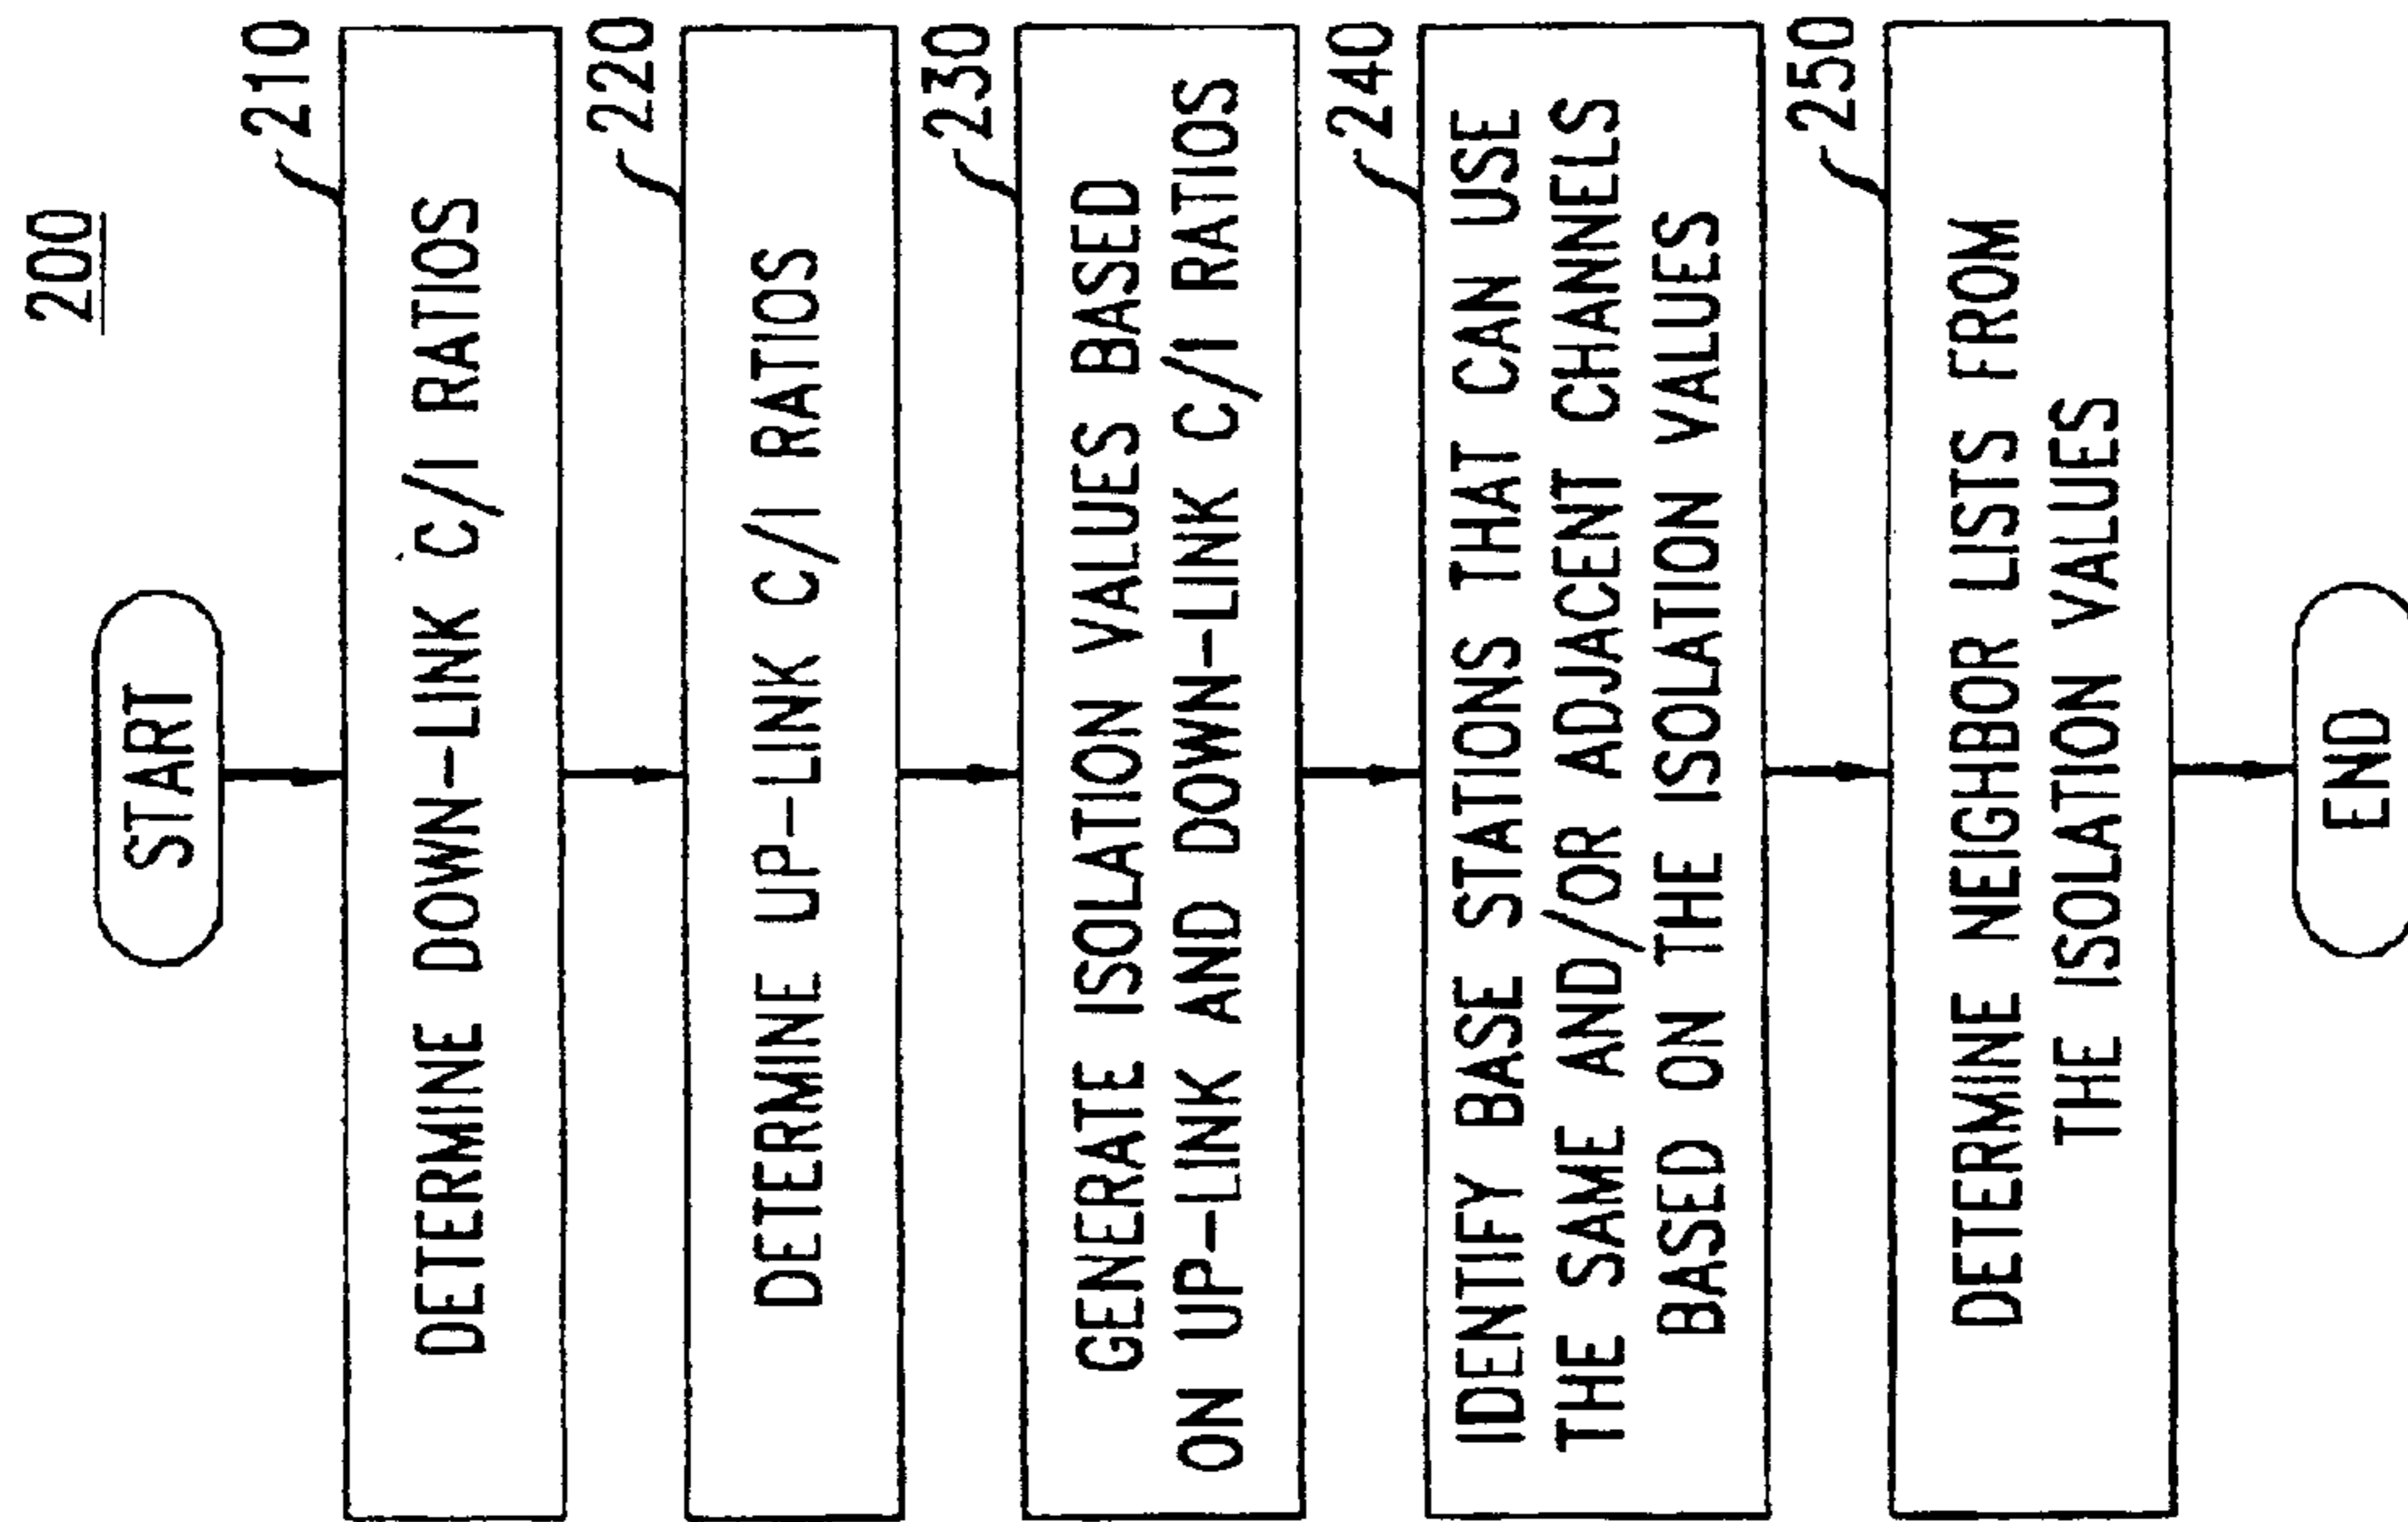 200
START
210
DETERMINE DOWN-LINK C/I RATIOS
220
DETERMINE UP-LINK C/I RATIOS
230
GENERATE ISOLATION VALUES BASED
ON UP-LINK AND DOWN-LINK C/I RATIOS
240
IDENTIFY BASE STATIONS THAT CAN USE
THE SAME AND/OR ADJACENT CHANNELS
BASED ON THE ISOLATION VALUES
250
DETERMINE NEIGHBOR LISTS FROM
THE ISOLATION VALUES
END